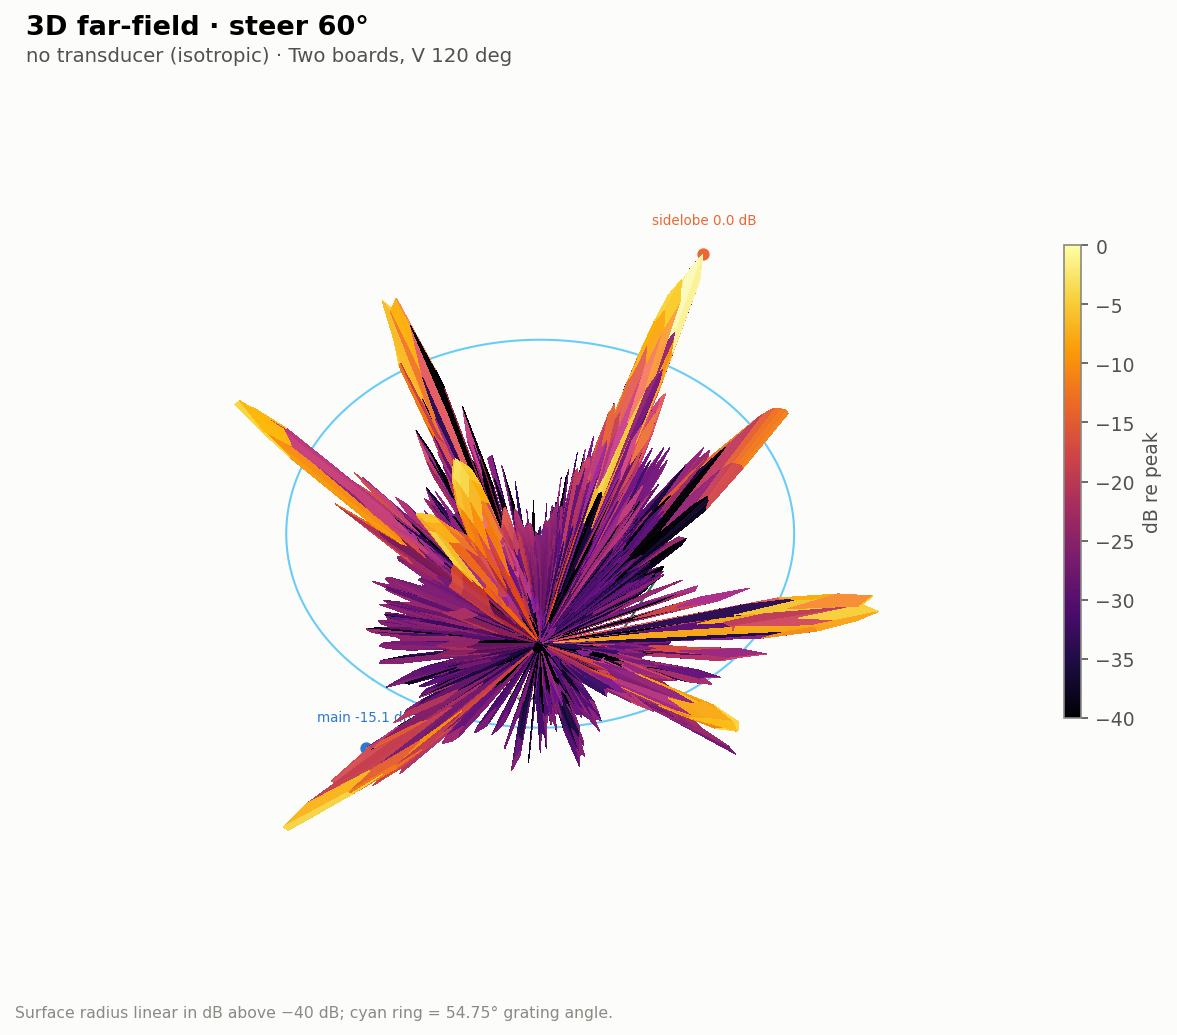 3D far-field · steer 60°
no transducer (isotropic) · Two boards, V 120 deg
sidelobe 0.0 dB
main -15.1 d
0
−5
−10
−15
−20
−25
−30
−35
−40
dB re peak
Surface radius linear in dB above −40 dB; cyan ring = 54.75° grating angle.